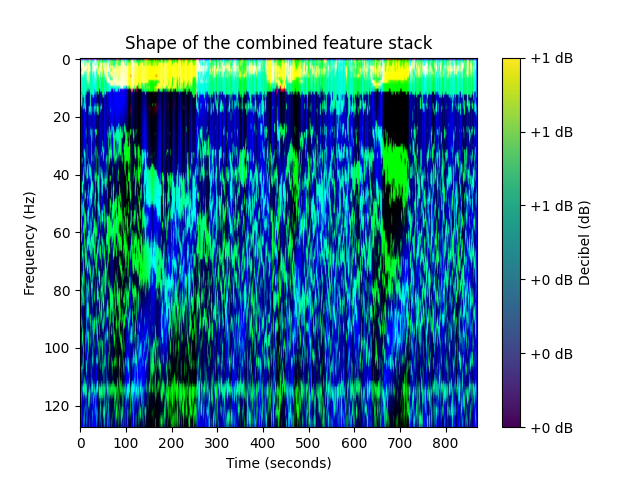 Shape of the combined feature stack
0
20
40
60
80
100
120
Frequency (Hz)
0 100 200 300 400 500 600 700 800
Time (seconds)
+1 dB
+1 dB
+1 dB
+0 dB
+0 dB
+0 dB
Decibel (dB)